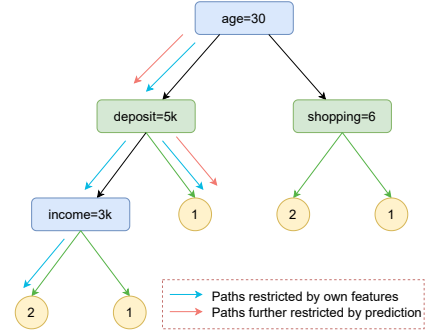 age=30
deposit=5k
shopping=6
income=3k
1
2
1
2
1
Paths restricted by own features
Paths further restricted by prediction